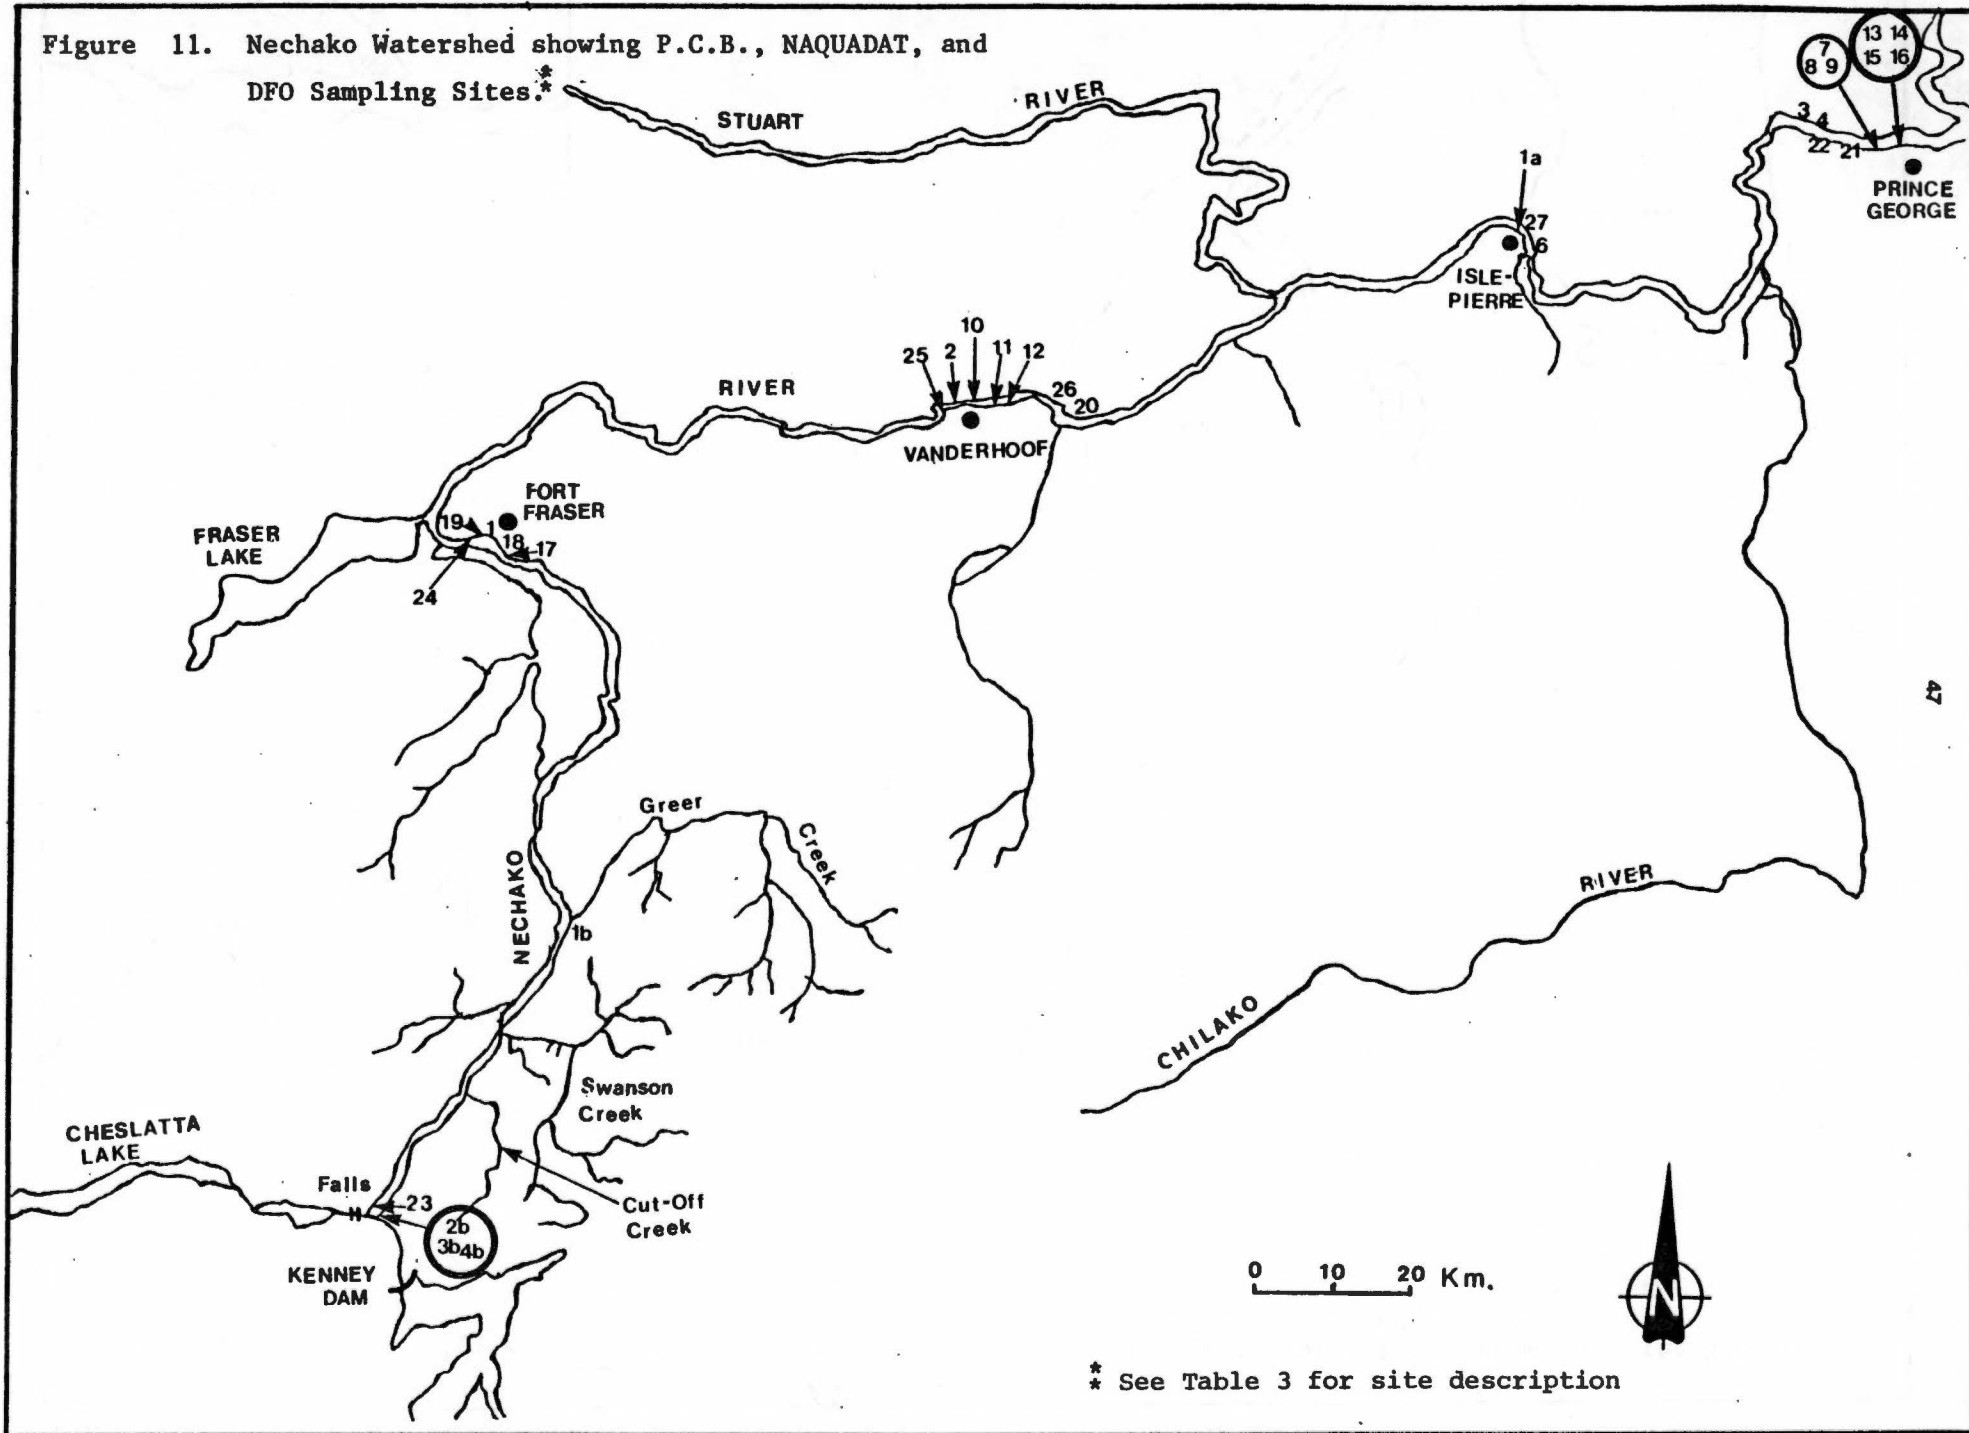 Figure 11. Nechako Watershed showing P.C.B., NAQUADAT, and
DFO Sampling Sites.**
STUART
RIVER
7
8 9
13 14
15 16
3 4
22 21
PRINCE
GEORGE
1a
27
6
ISLE-
PIERRE
10
25 2 11 12
26
20
RIVER
VANDERHOOF
FORT
FRASER
19 1
18 17
FRASER
LAKE
24
47
Greer
Creek
NECHAKO
1b
RIVER
CHILAKO
Swanson
Creek
CHESLATTA
LAKE
Falls
23
H
2b
3b4b
Cut-Off
Creek
KENNEY
DAM
0 10 20 Km.
N
** See Table 3 for site description